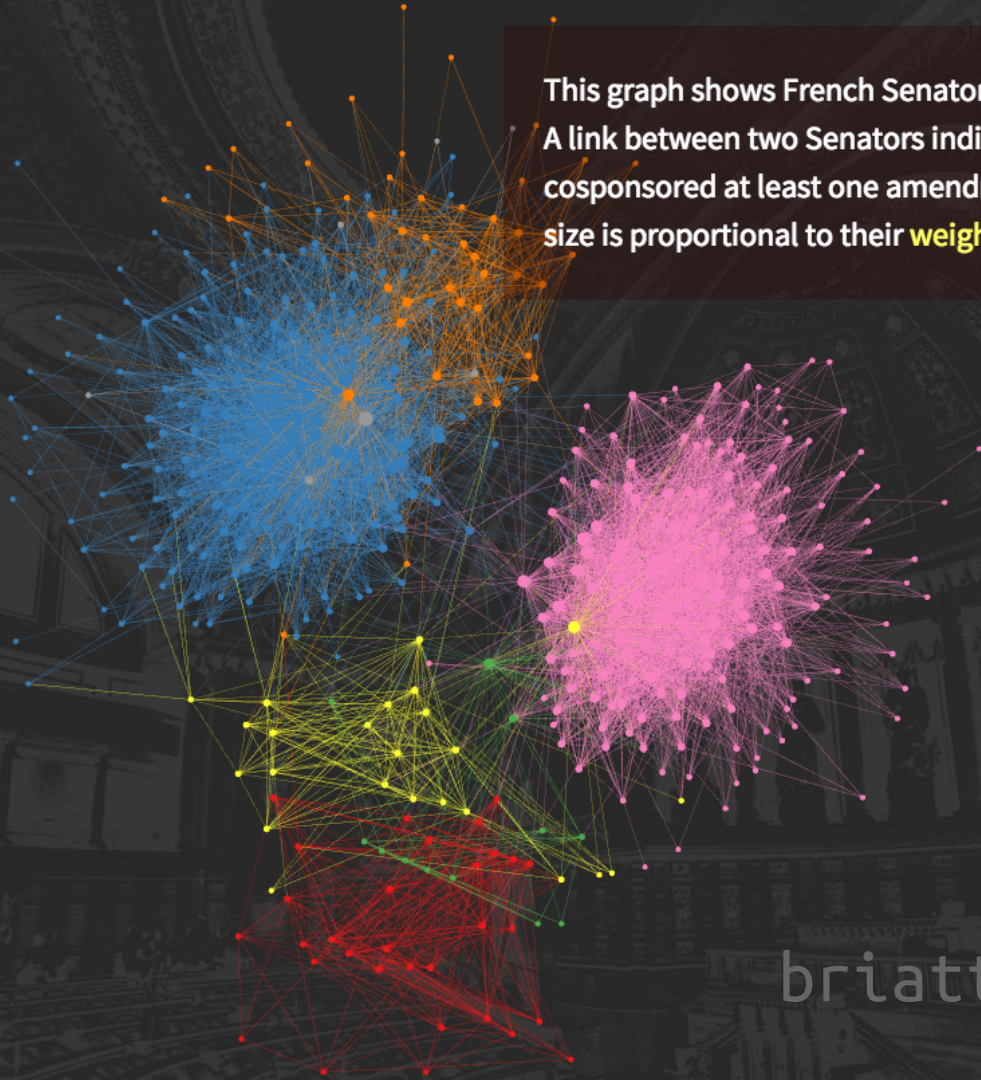 This graph shows French Senator
A link between two Senators indi
cosponsored at least one amend
size is proportional to their weigh
briatt